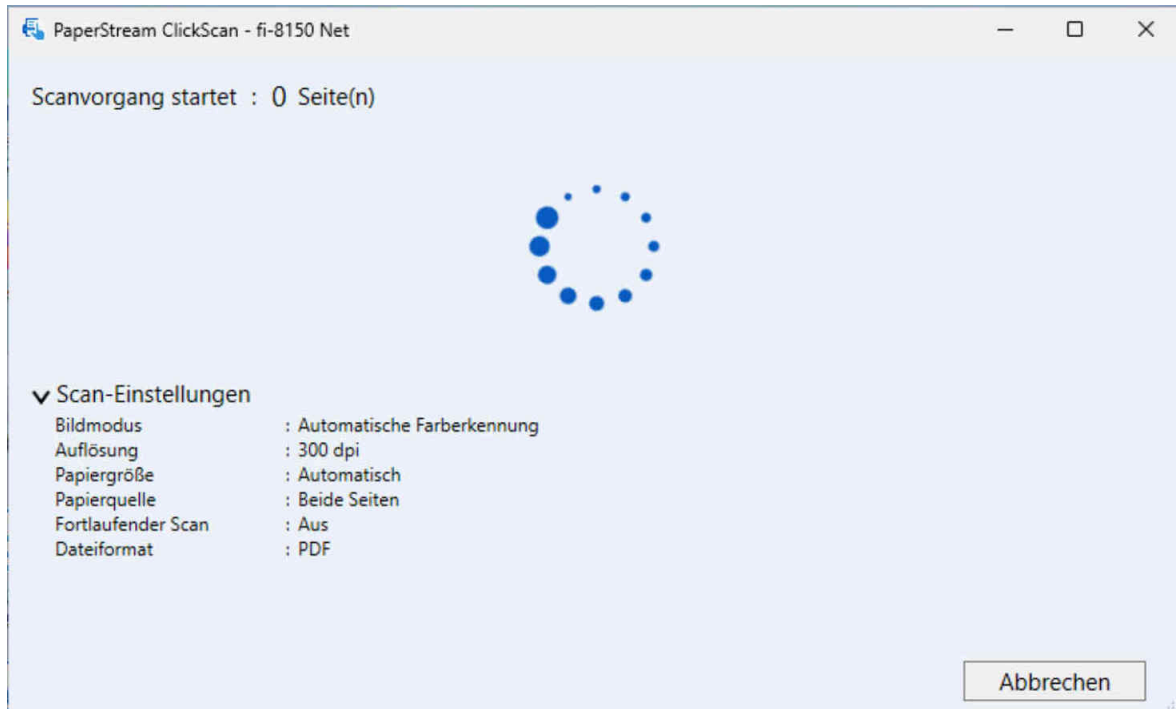 PaperStream ClickScan - fi-8150 Net
Scanvorgang startet : 0 Seite(n)
Scan-Einstellungen
Bildmodus : Automatische Farberkennung
Auflösung : 300 dpi
Papiergröße : Automatisch
Papierquelle : Beide Seiten
Fortlaufender Scan : Aus
Dateiformat : PDF
Abbrechen